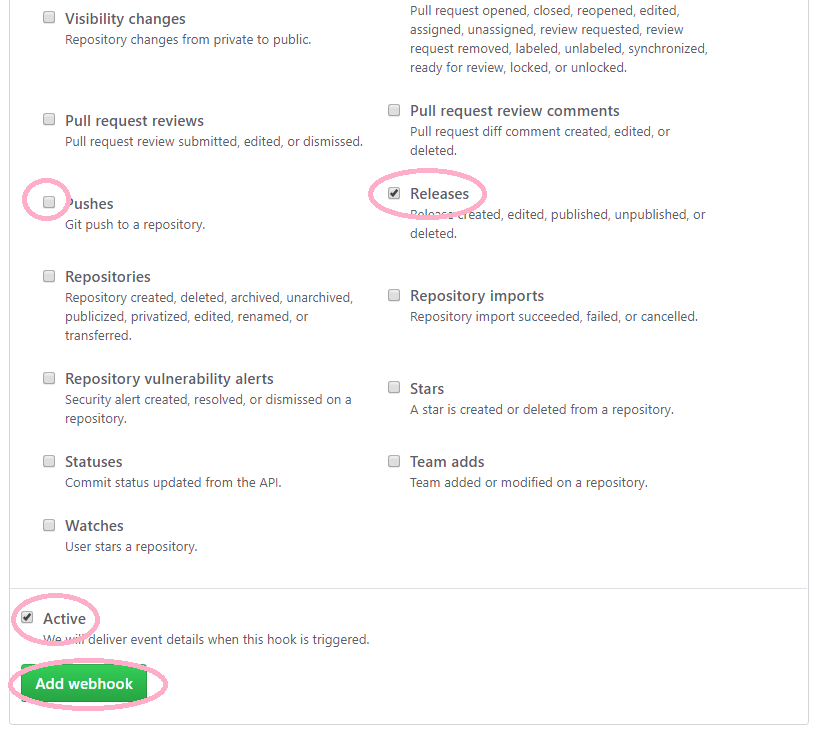 Visibility changes
Repository changes from private to public.
Pull request opened, closed, reopened, edited,
assigned, unassigned, review requested, review
request removed, labeled, unlabeled, synchronized,
ready for review, locked, or unlocked.
Pull request reviews
Pull request review submitted, edited, or dismissed.
Pull request review comments
Pull request diff comment created, edited, or
deleted.
Pushes
Git push to a repository.
Releases
Release created, edited, published, unpublished, or
deleted.
Repositories
Repository created, deleted, archived, unarchived,
publicized, privatized, edited, renamed, or
transferred.
Repository imports
Repository import succeeded, failed, or cancelled.
Repository vulnerability alerts
Security alert created, resolved, or dismissed on a
repository.
Stars
A star is created or deleted from a repository.
Statuses
Commit status updated from the API.
Team adds
Team added or modified on a repository.
Watches
User stars a repository.
Active
We will deliver event details when this hook is triggered.
Add webhook